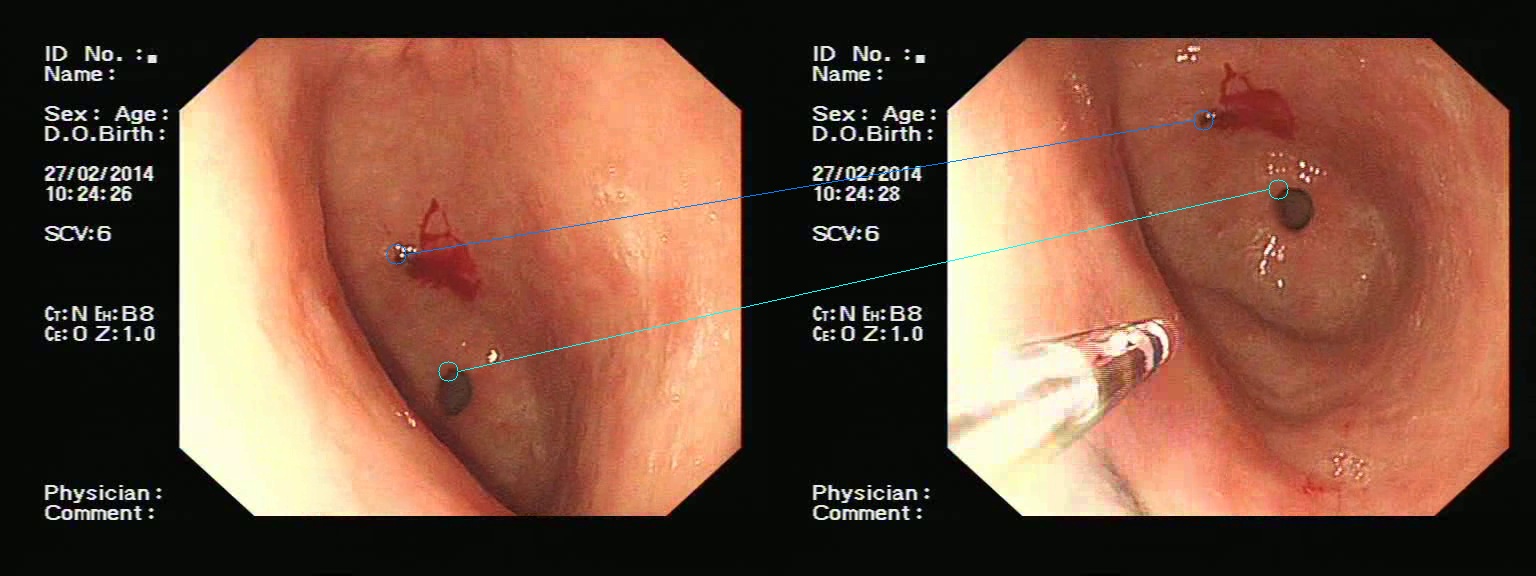 ID No. :
Name:
Sex: Age:
D.O.Birth:
27/02/2014
10:24:26
SCV:6
CT:N EH:B8
CE:0 Z:1.0
Physician:
Comment:
ID No. :
Name:
Sex: Age:
D.O.Birth:
27/02/2014
10:24:28
SCV:6
CT:N EH:B8
CE:0 Z:1.0
Physician:
Comment: